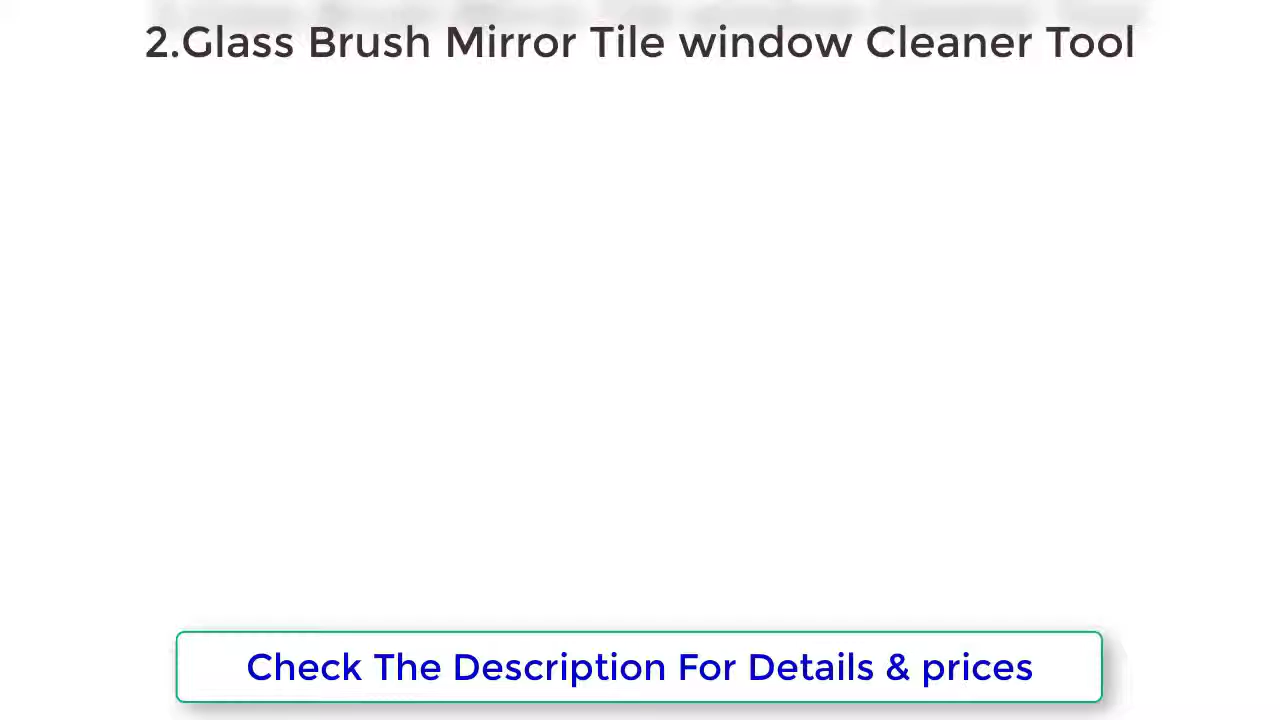 2.Glass Brush Mirror Tile window Cleaner Tool
Check The Description For Details & prices